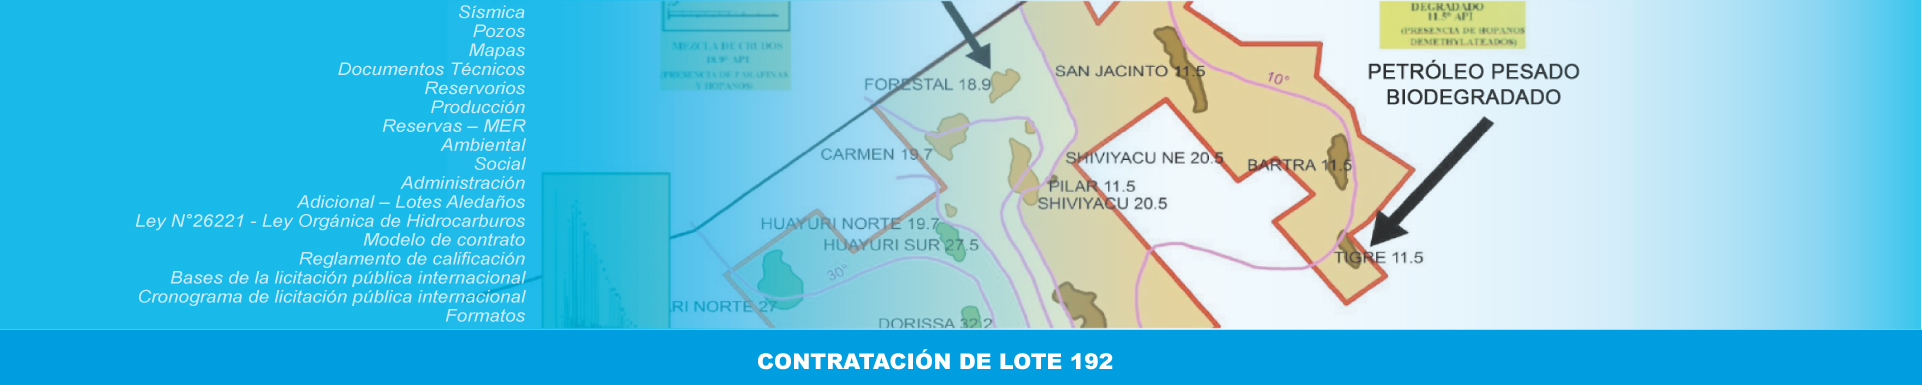 Sísmica
Pozos
Mapas
Documentos Técnicos
Reservorios
Producción
Reservas – MER
Ambiental
Social
Administración
Adicional – Lotes Aledaños
Ley N°26221 - Ley Orgánica de Hidrocarburos
Modelo de contrato
Reglamento de calificación
Bases de la licitación pública internacional
Cronograma de licitación pública internacional
Formatos
MEZCLA DE CRUDOS
18.9° API
(PRESENCIA DE PARAFINAS
Y HOPANOS)
DEGRADADO
11.5° API
(PRESENCIA DE HOPANOS
DEMETHYLATEADOS)
PETRÓLEO PESADO
BIODEGRADADO
FORESTAL 18.9
SAN JACINTO 11.5
10°
CARMEN 19.7
SHIVIYACU NE 20.5
BARTRA 11.5
PILAR 11.5
SHIVIYACU 20.5
HUAYURI NORTE 19.7
HUAYURI SUR 27.5
TIGRE 11.5
30°
RI NORTE 27
DORISSA 32.2
CONTRATACIÓN DE LOTE 192